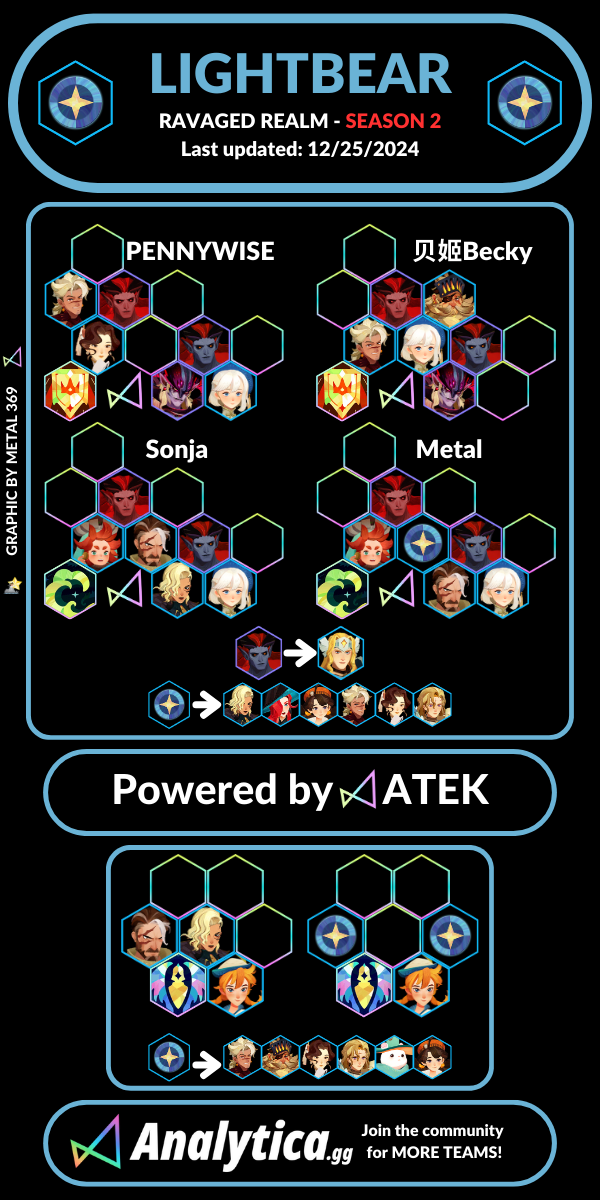 LIGHTBEAR
RAVAGED REALM - SEASON 2
Last updated: 12/25/2024
PENNYWISE
贝姬Becky
Sonja
Metal
GRAPHIC BY METAL 369
Powered by ATEK
Analytica.gg
Join the community
for MORE TEAMS!